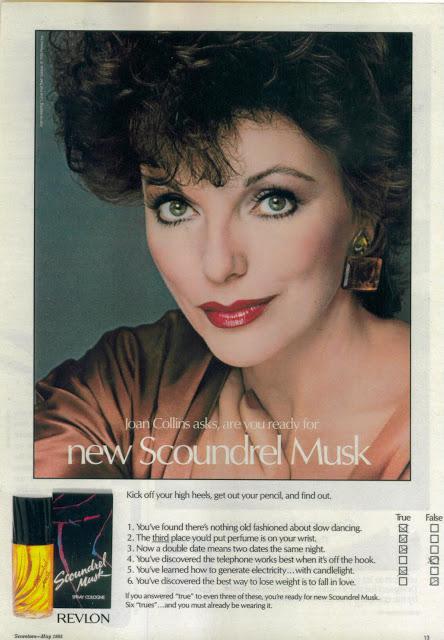 Joan Collins asks, are you ready for
new Scoundrel Musk
Kick off your high heels, get out your pencil, and find out.
True False
1. You've found there's nothing old fashioned about slow dancing.
2. The third place you'd put perfume is on your wrist.
3. Now a double date means two dates the same night.
4. You've discovered the telephone works best when it's off the hook.
5. You've learned how to generate electricity...with candlelight.
6. You've discovered the best way to lose weight is to fall in love.
If you answered "true" to even three of these, you're ready for new Scoundrel Musk.
Six "trues"...and you must already be wearing it.
Scoundrel
Musk
SPRAY COLOGNE
REVLON
13